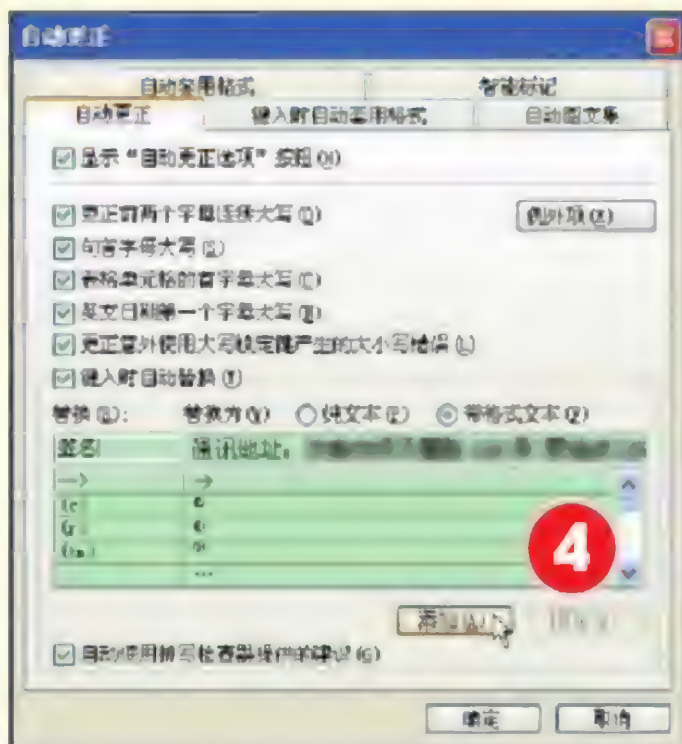 自动更正
自动套用格式 智能标记
自动更正 键入时自动套用格式 自动图文集
显示“自动更正选项”按钮(H)
更正前两个字母连续大写(O) 例外项(E)
句首字母大写(S)
表格单元格的首字母大写(C)
英文日期第一个字母大写(N)
更正意外使用大写锁定键产生的大小写错误(L)
键入时自动替换(T)
替换(R): 替换为(W) 纯文本(P) 带格式文本(F)
签名 通讯地址:
--> →
(c) ©
(r) ®
(tm) ™
...
4
添加(A)
自动使用拼写检查器提供的建议(G)
确定 取消